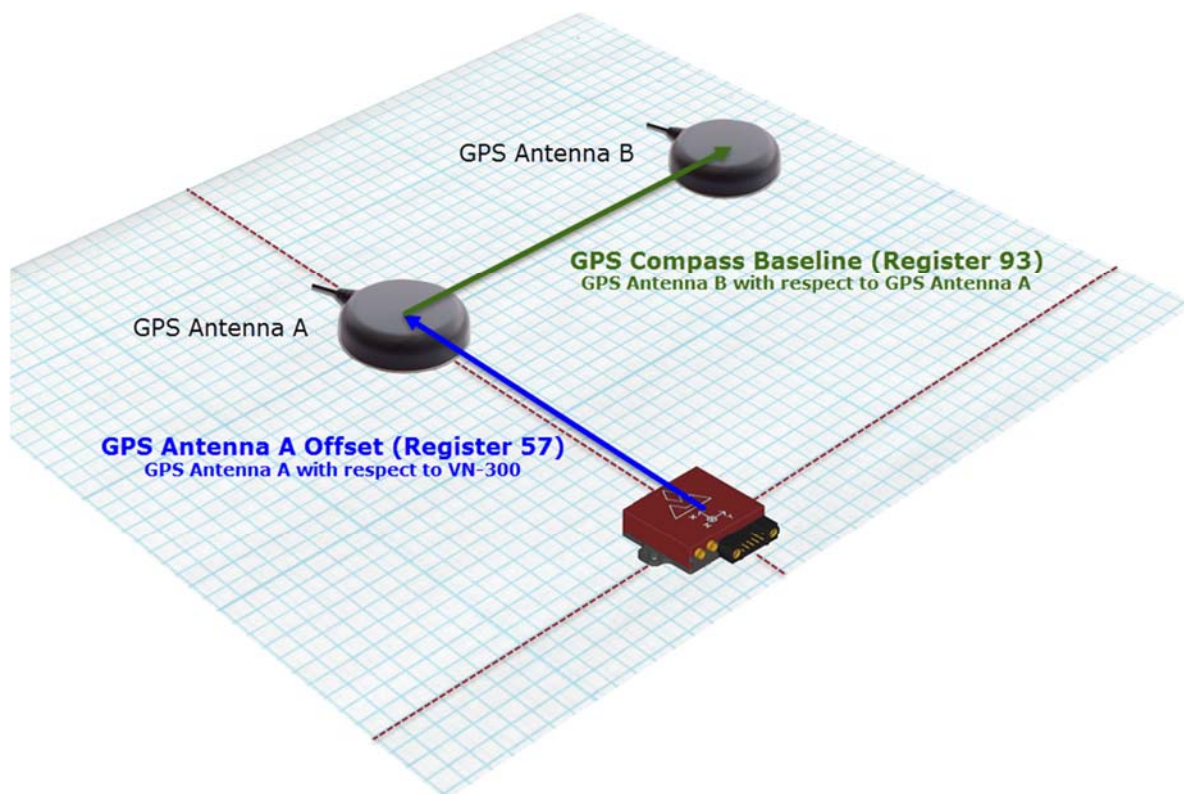 GPS Antenna B
GPS Compass Baseline (Register 93)
GPS Antenna B with respect to GPS Antenna A
GPS Antenna A
GPS Antenna A Offset (Register 57)
GPS Antenna A with respect to VN-300
X
Y